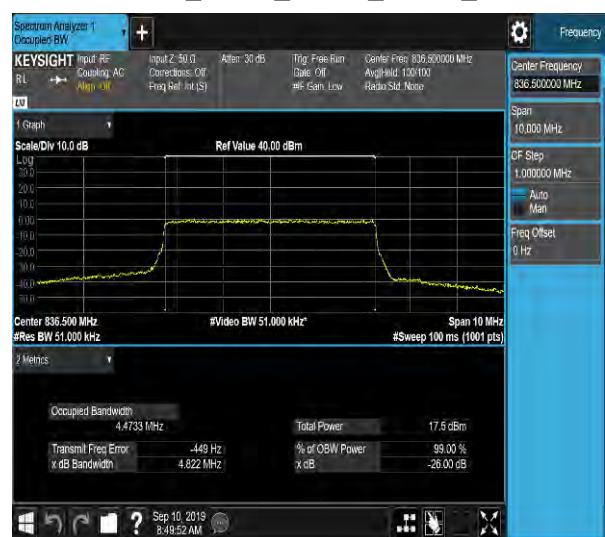 Spectrum Analyzer 1
Occupied BW
+
Frequency
KEYSIGHT
RL
Input: RF
Coupling: AC
Align: Off
Input Z: 50 Ω
Corrections: Off
Freq Ref: Int (S)
Atten: 30 dB
Trig: Free Run
Gate: Off
#IF Gain: Low
Center Freq: 836.500000 MHz
Avg|Hold: 100/100
Radio Std: None
LW
1 Graph
Scale/Div 10.0 dB
Ref Value 40.00 dBm
Log
30.0
20.0
10.0
0.00
-10.0
-20.0
-30.0
-40.0
-50.0
Center 836.500 MHz
#Video BW 51.000 kHz*
Span 10 MHz
#Res BW 51.000 kHz
#Sweep 100 ms (1001 pts)
2 Metrics
Occupied Bandwidth
4.4733 MHz
Total Power 17.5 dBm
Transmit Freq Error -449 Hz
% of OBW Power 99.00 %
x dB Bandwidth 4.822 MHz
x dB -26.00 dB
Center Frequency
836.500000 MHz
Span
10.000 MHz
CF Step
1.000000 MHz
Auto
Man
Freq Offset
0 Hz
?
Sep 10, 2019
8:49:52 AM